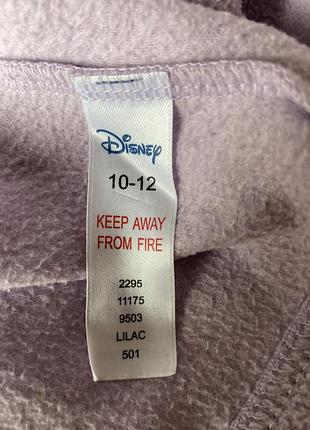 Disney
10-12
KEEP AWAY
FROM FIRE
2295
11175
9503
LILAC
501